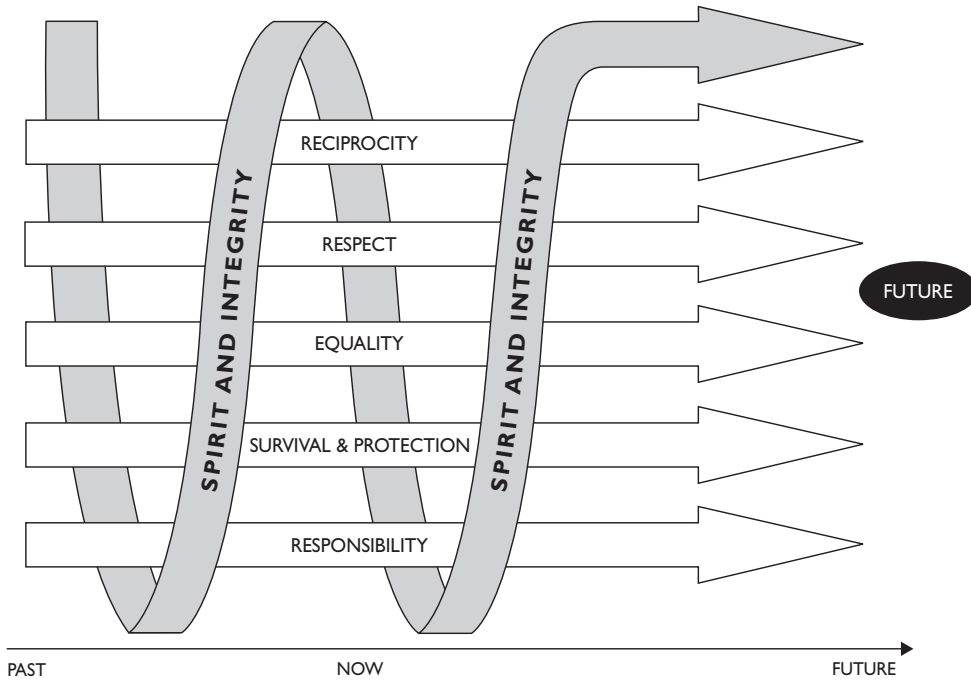 RECIPROCITY
SPIRIT AND INTEGRITY
SPIRIT AND INTEGRITY
RESPECT
FUTURE
EQUALITY
SURVIVAL & PROTECTION
RESPONSIBILITY
PAST
NOW
FUTURE